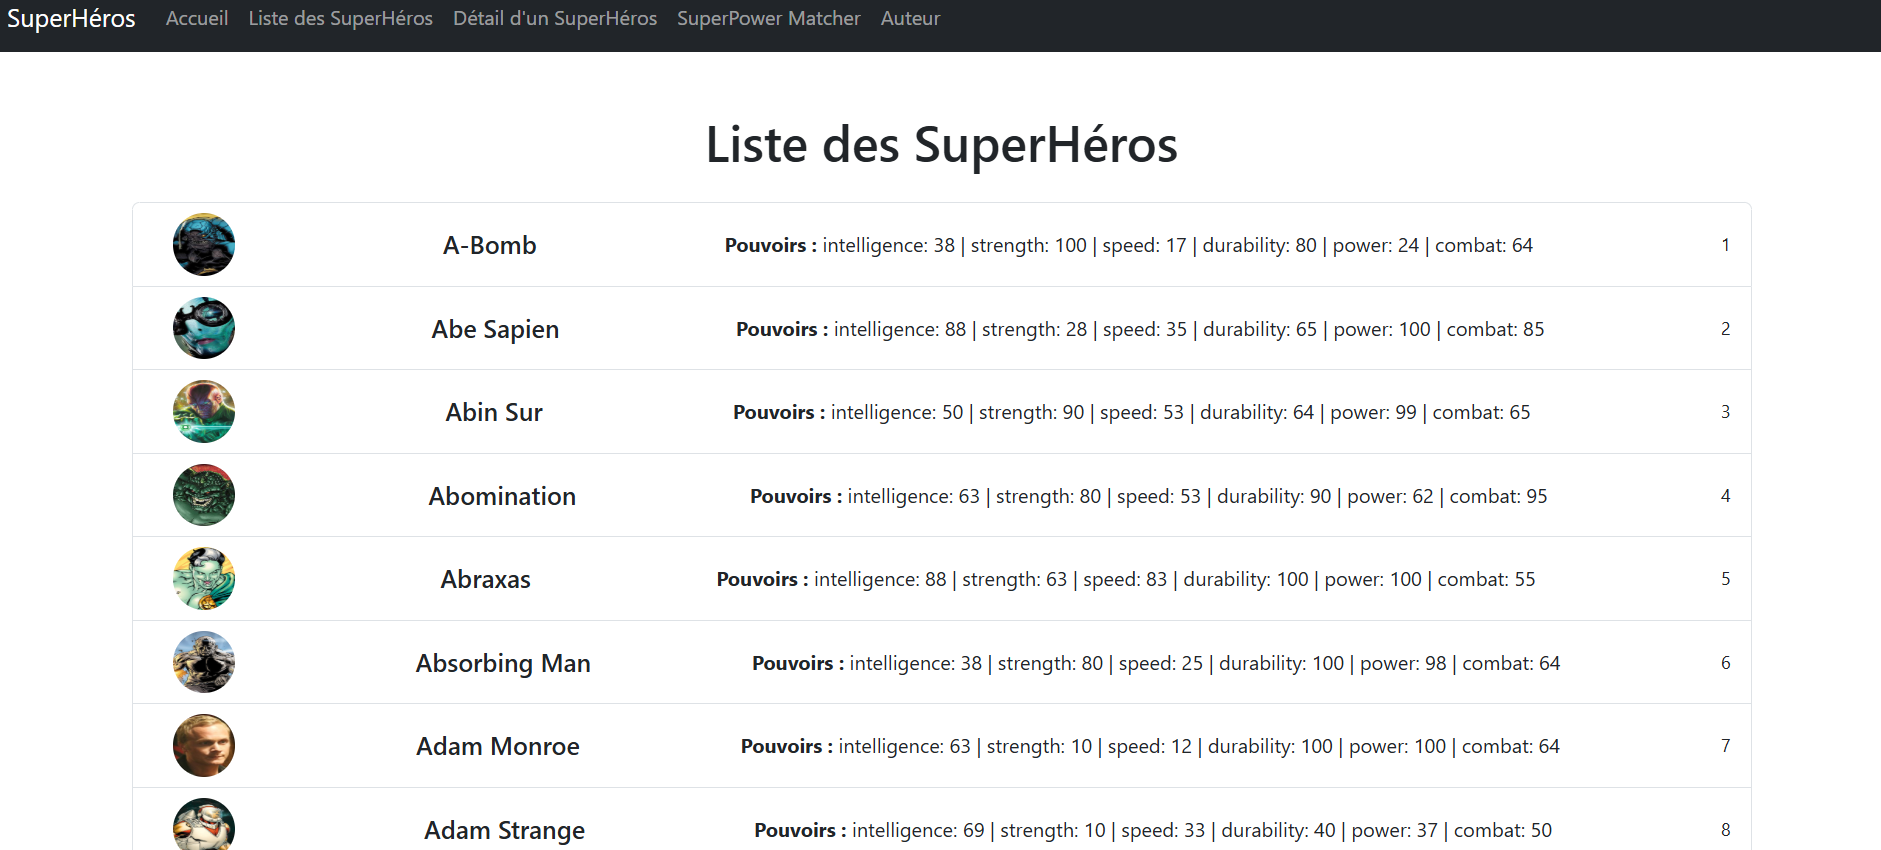 SuperHéros Accueil Liste des SuperHéros Détail d'un SuperHéros SuperPower Matcher Auteur
Liste des SuperHéros
A-Bomb Pouvoirs : intelligence: 38 | strength: 100 | speed: 17 | durability: 80 | power: 24 | combat: 64 1
Abe Sapien Pouvoirs : intelligence: 88 | strength: 28 | speed: 35 | durability: 65 | power: 100 | combat: 85 2
Abin Sur Pouvoirs : intelligence: 50 | strength: 90 | speed: 53 | durability: 64 | power: 99 | combat: 65 3
Abomination Pouvoirs : intelligence: 63 | strength: 80 | speed: 53 | durability: 90 | power: 62 | combat: 95 4
Abraxas Pouvoirs : intelligence: 88 | strength: 63 | speed: 83 | durability: 100 | power: 100 | combat: 55 5
Absorbing Man Pouvoirs : intelligence: 38 | strength: 80 | speed: 25 | durability: 100 | power: 98 | combat: 64 6
Adam Monroe Pouvoirs : intelligence: 63 | strength: 10 | speed: 12 | durability: 100 | power: 100 | combat: 64 7
Adam Strange Pouvoirs : intelligence: 69 | strength: 10 | speed: 33 | durability: 40 | power: 37 | combat: 50 8